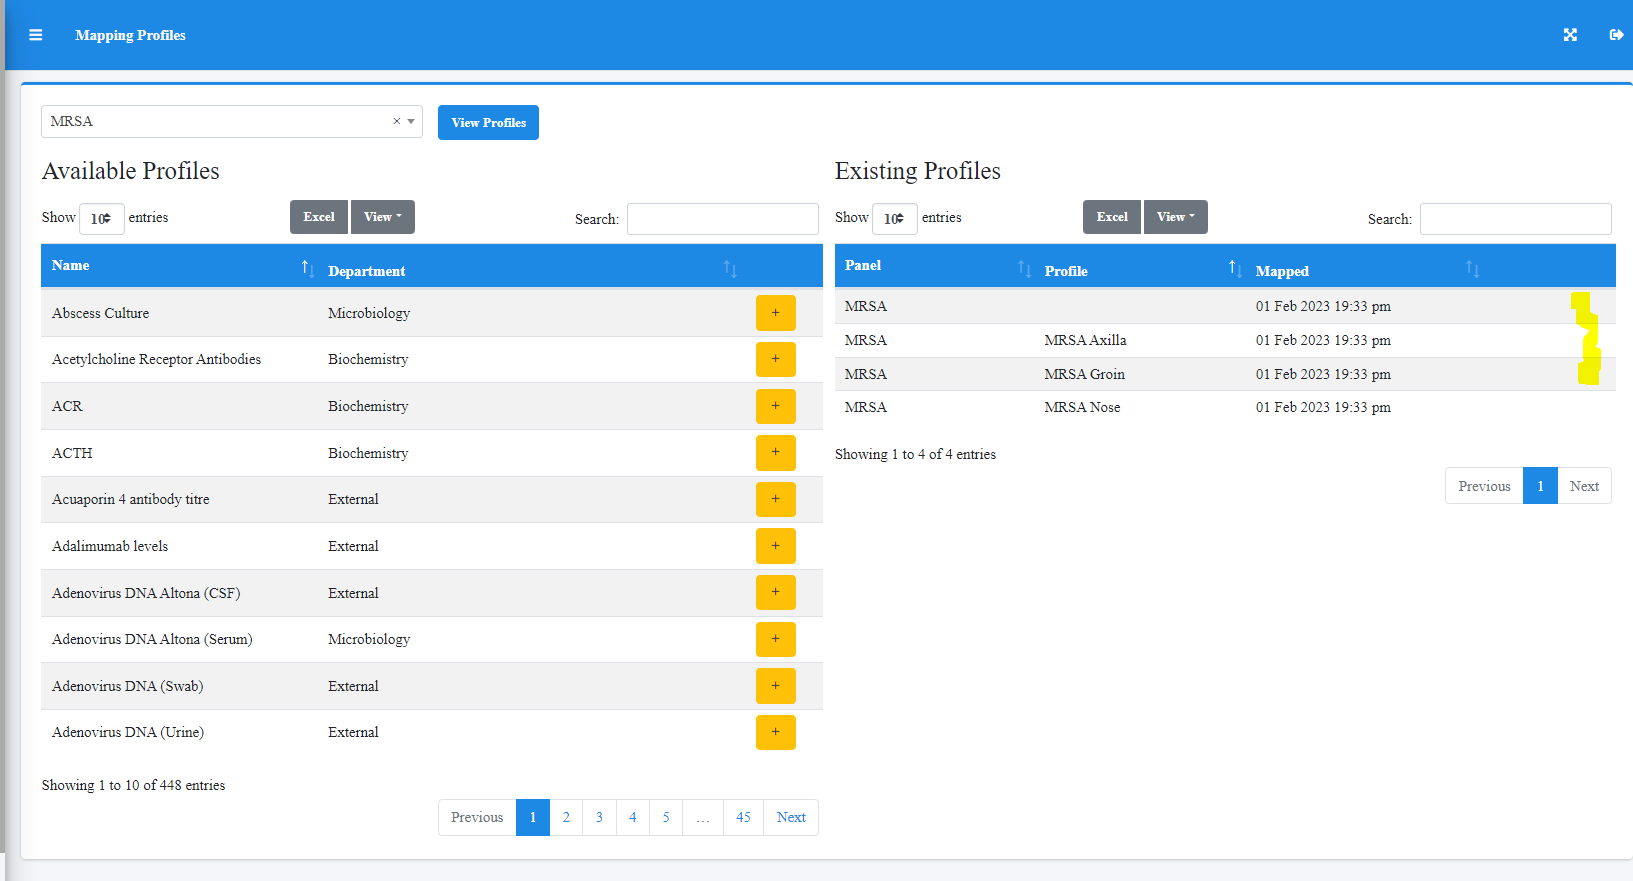 Mapping Profiles
MRSA × View Profiles
Available Profiles
Show 10 entries Excel View Search:
Name Department
Abscess Culture Microbiology +
Acetylcholine Receptor Antibodies Biochemistry +
ACR Biochemistry +
ACTH Biochemistry +
Acuaporin 4 antibody titre External +
Adalimumab levels External +
Adenovirus DNA Altona (CSF) External +
Adenovirus DNA Altona (Serum) Microbiology +
Adenovirus DNA (Swab) External +
Adenovirus DNA (Urine) External +
Showing 1 to 10 of 448 entries
Previous 1 2 3 4 5 … 45 Next
Existing Profiles
Show 10 entries Excel View Search:
Panel Profile Mapped
MRSA 01 Feb 2023 19:33 pm
MRSA MRSA Axilla 01 Feb 2023 19:33 pm
MRSA MRSA Groin 01 Feb 2023 19:33 pm
MRSA MRSA Nose 01 Feb 2023 19:33 pm
Showing 1 to 4 of 4 entries
Previous 1 Next